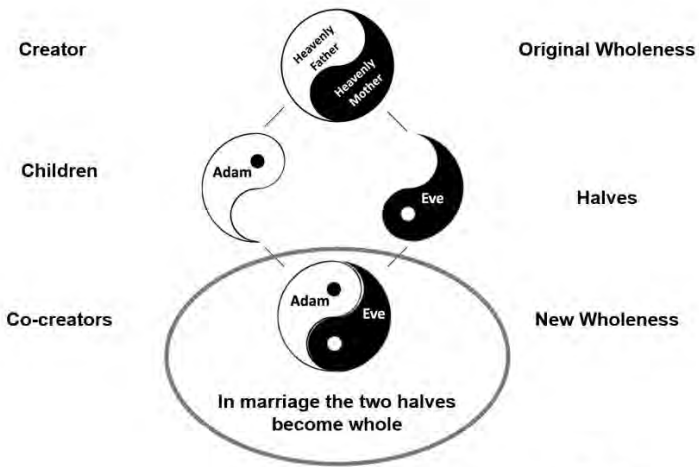 Creator
Heavenly
Father
Heavenly
Mother
Original Wholeness
Children
Adam
Eve
Halves
Co-creators
Adam
Eve
New Wholeness
In marriage the two halves
become whole